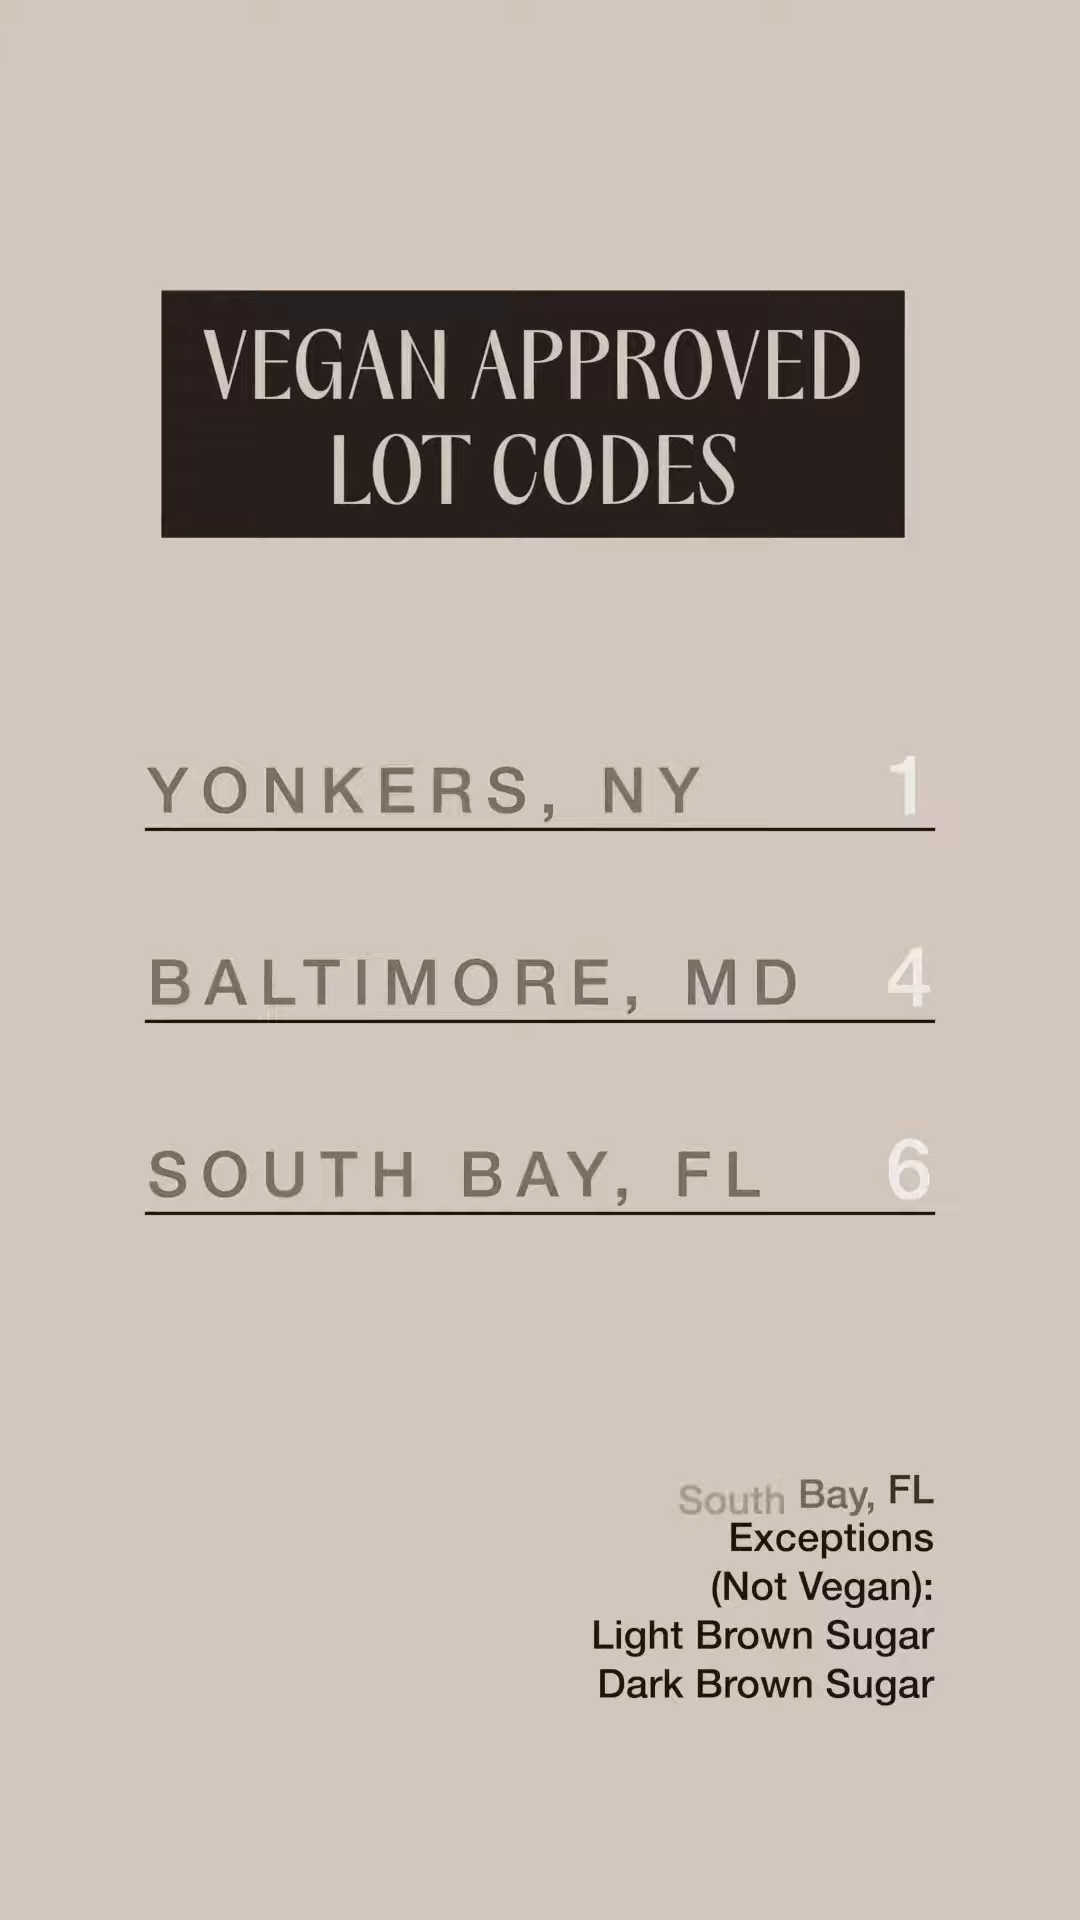 VEGAN APPROVED
LOT CODES
YONKERS, NY 1
BALTIMORE, MD 4
SOUTH BAY, FL 6
South Bay, FL
Exceptions
(Not Vegan):
Light Brown Sugar
Dark Brown Sugar